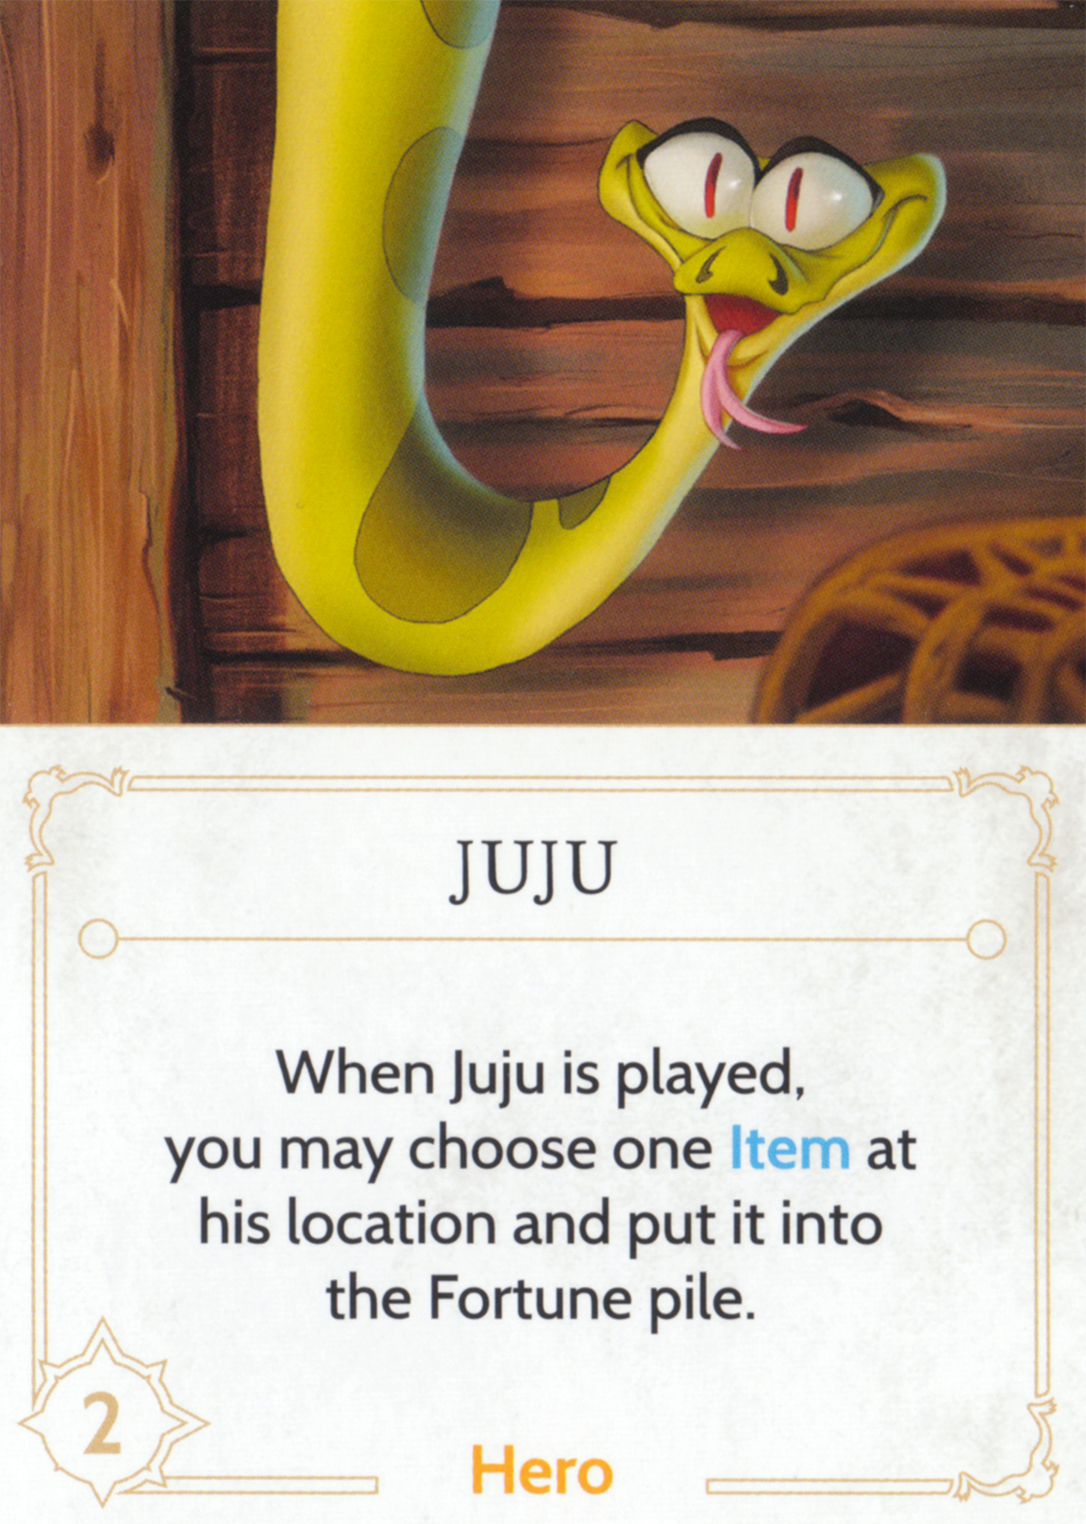 JUJU
When Juju is played,
you may choose one Item at
his location and put it into
the Fortune pile.
2
Hero